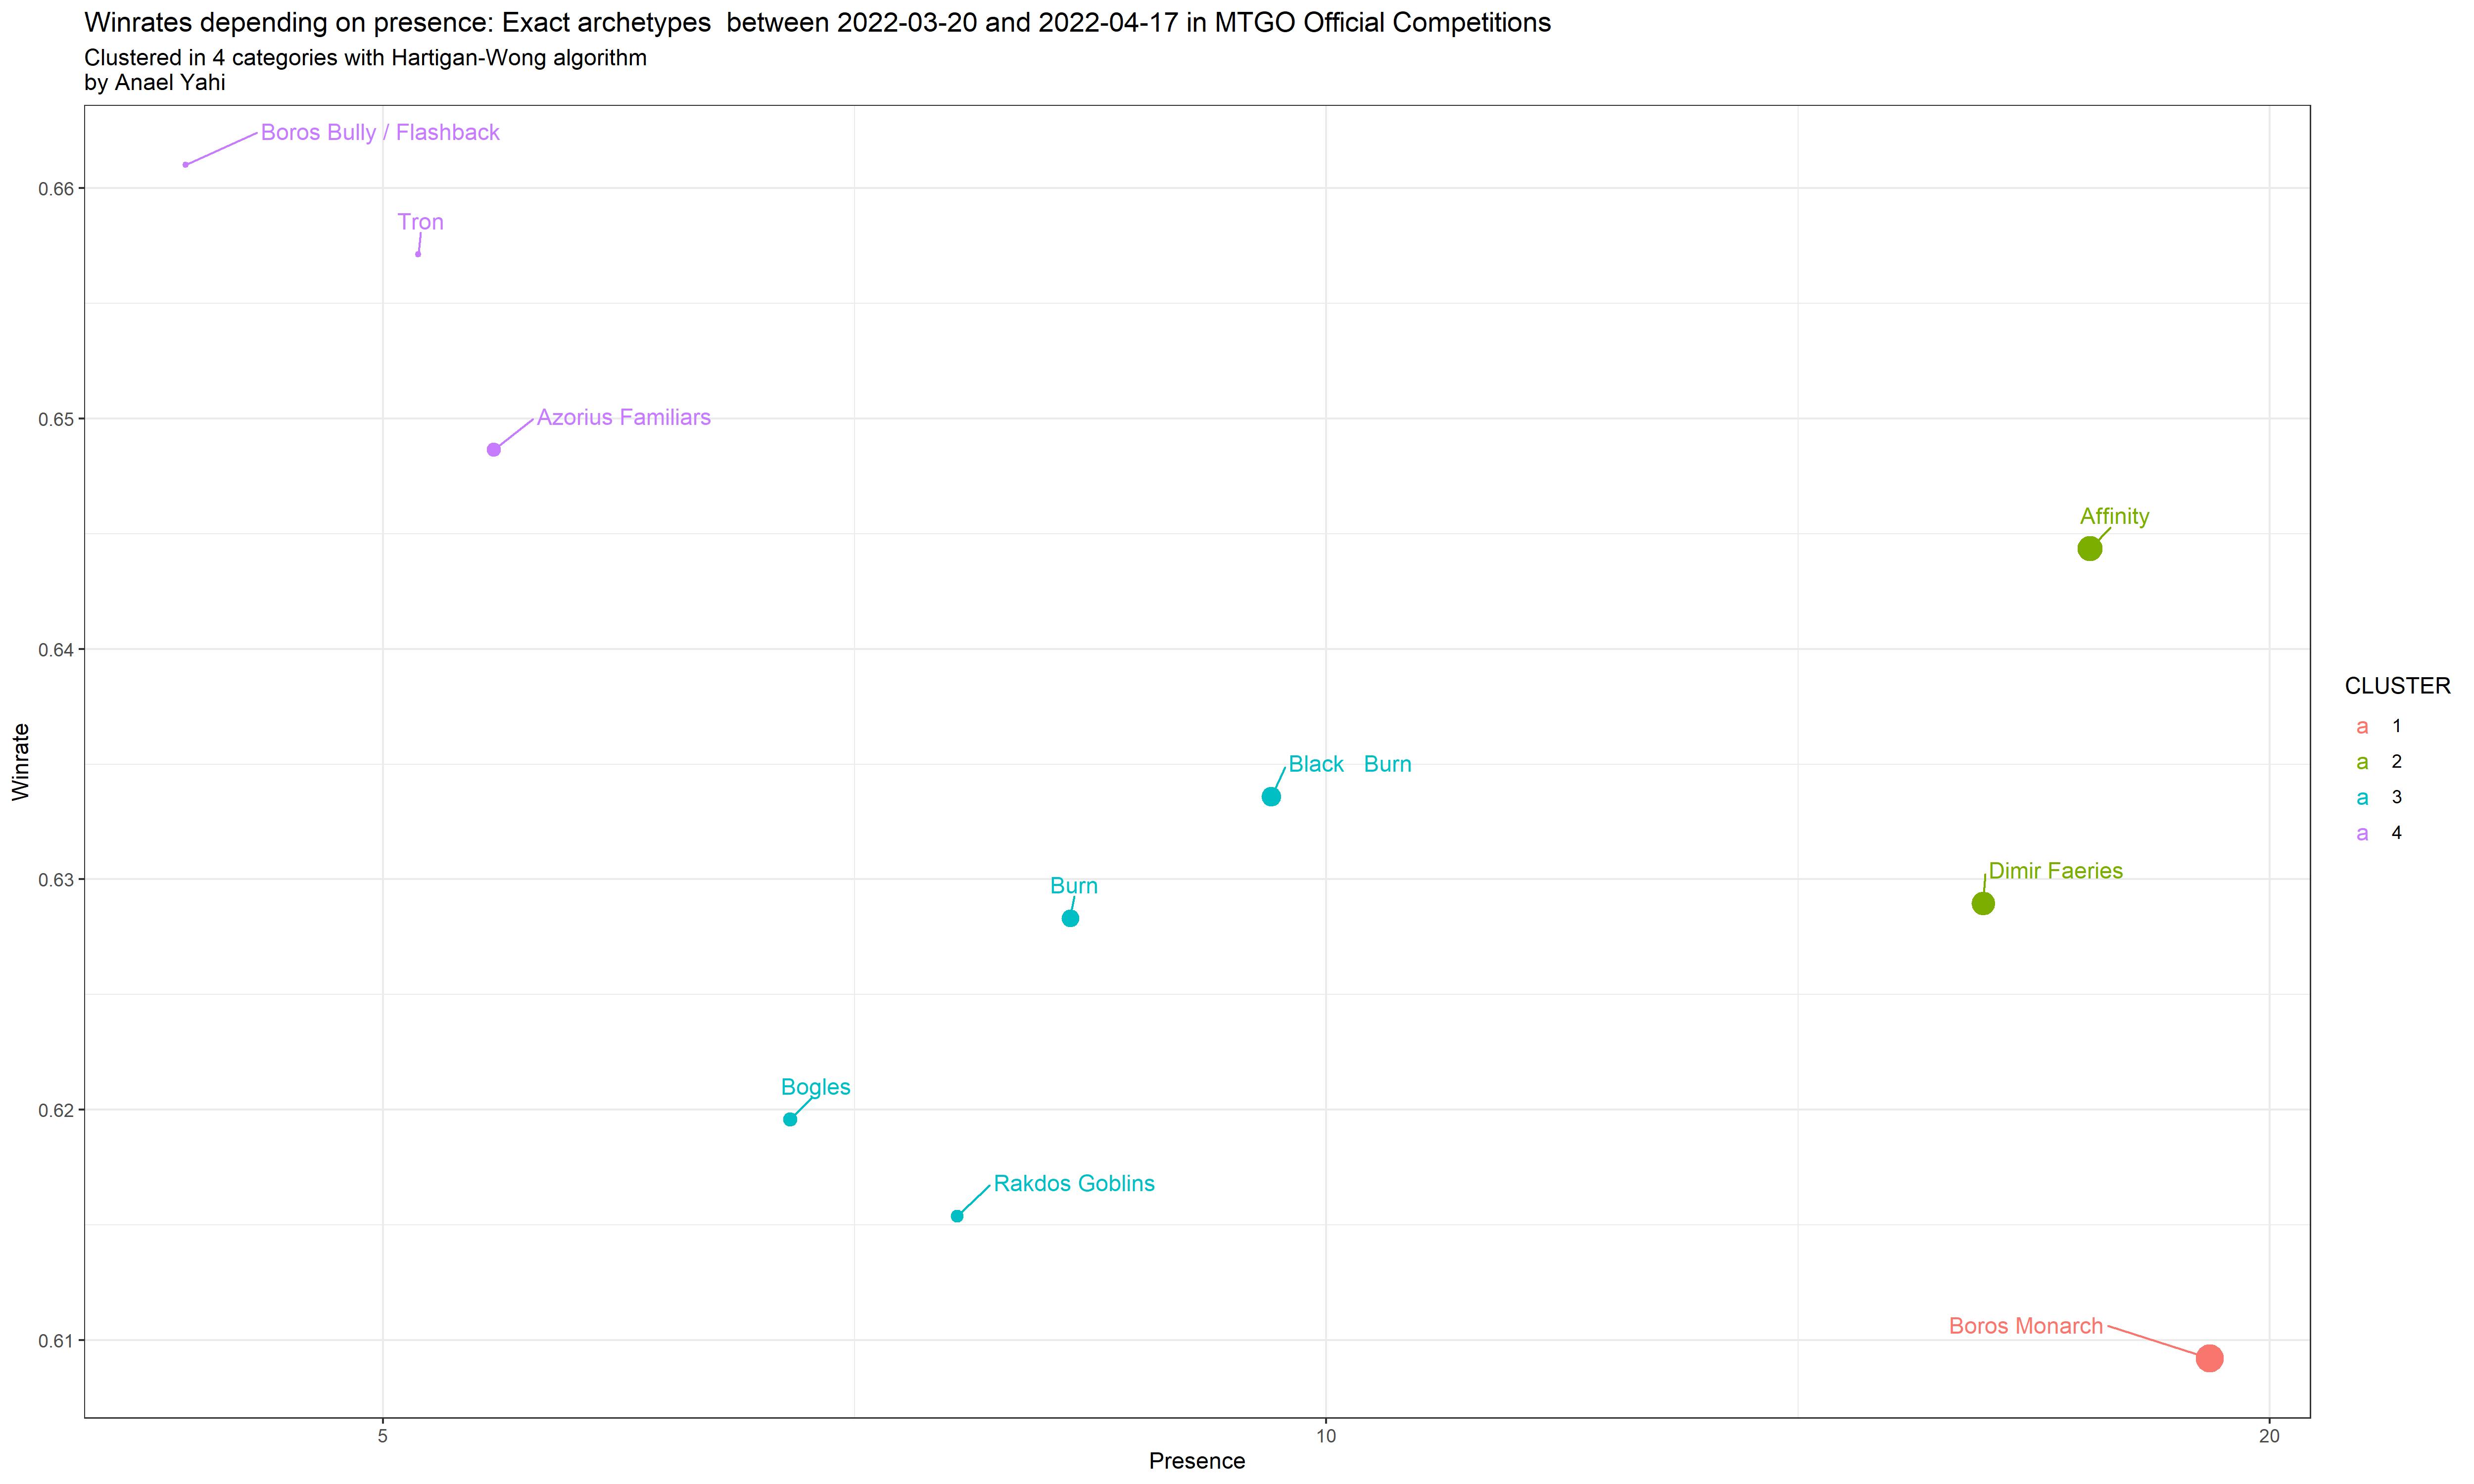 Winrates depending on presence: Exact archetypes  between 2022-03-20 and 2022-04-17 in MTGO Official Competitions
Clustered in 4 categories with Hartigan-Wong algorithm
by Anael Yahi
Boros Bully / Flashback
0.66
Tron
0.65
Azorius Familiars
Affinity
0.64
CLUSTER
a 1
a 2
a 3
a 4
Winrate
Black   Burn
0.63
Dimir Faeries
Burn
0.62
Bogles
Rakdos Goblins
0.61
Boros Monarch
5
10
20
Presence